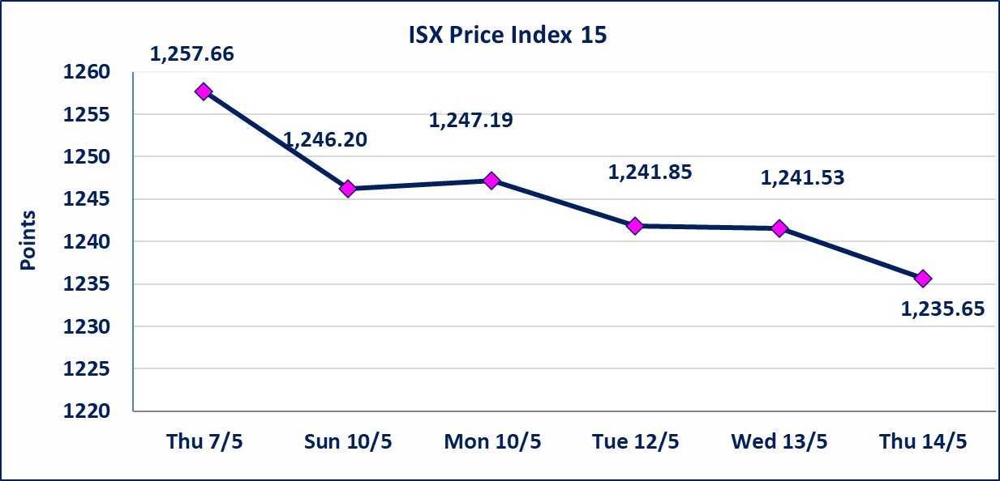 ISX Price Index 15
1,257.66
1,246.20
1,247.19
1,241.85
1,241.53
1,235.65
1260
1255
1250
1245
1240
1235
1230
1225
1220
Points
Thu 7/5
Sun 10/5
Mon 10/5
Tue 12/5
Wed 13/5
Thu 14/5